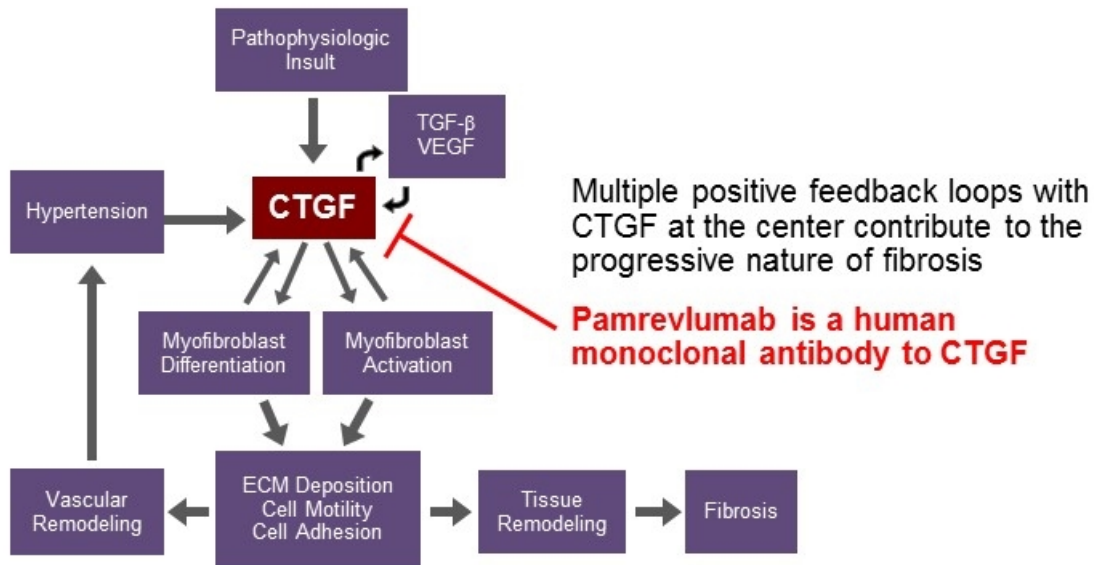 Pathophysiologic
Insult
TGF-β
VEGF
CTGF
Hypertension
Multiple positive feedback loops with
CTGF at the center contribute to the
progressive nature of fibrosis
Pamrevlumab is a human
monoclonal antibody to CTGF
Myofibroblast
Differentiation
Myofibroblast
Activation
Vascular
Remodeling
ECM Deposition
Cell Motility
Cell Adhesion
Tissue
Remodeling
Fibrosis